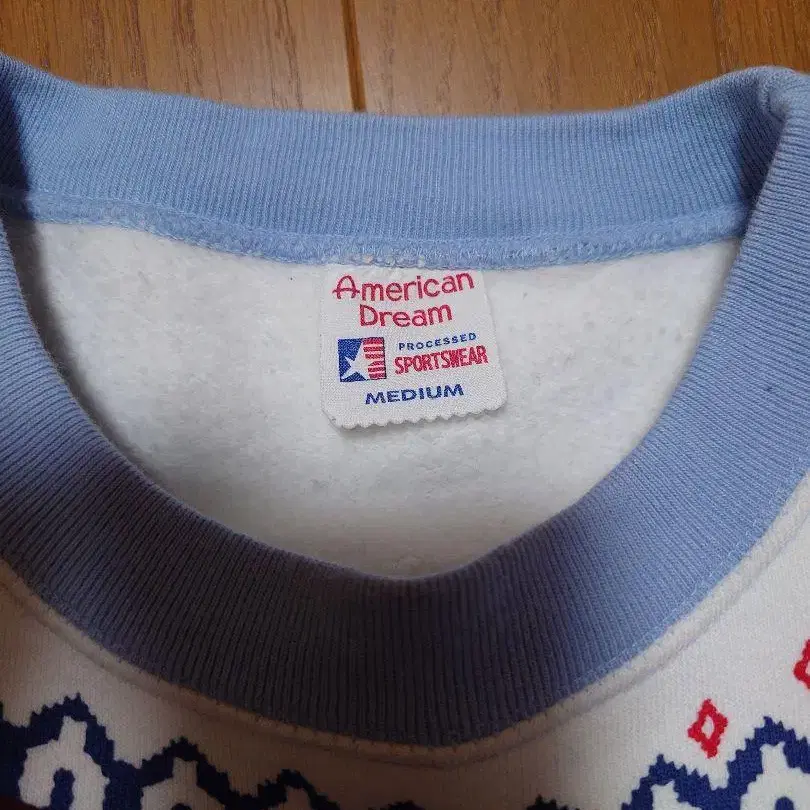 American
Dream
PROCESSED
SPORTSWEAR
MEDIUM